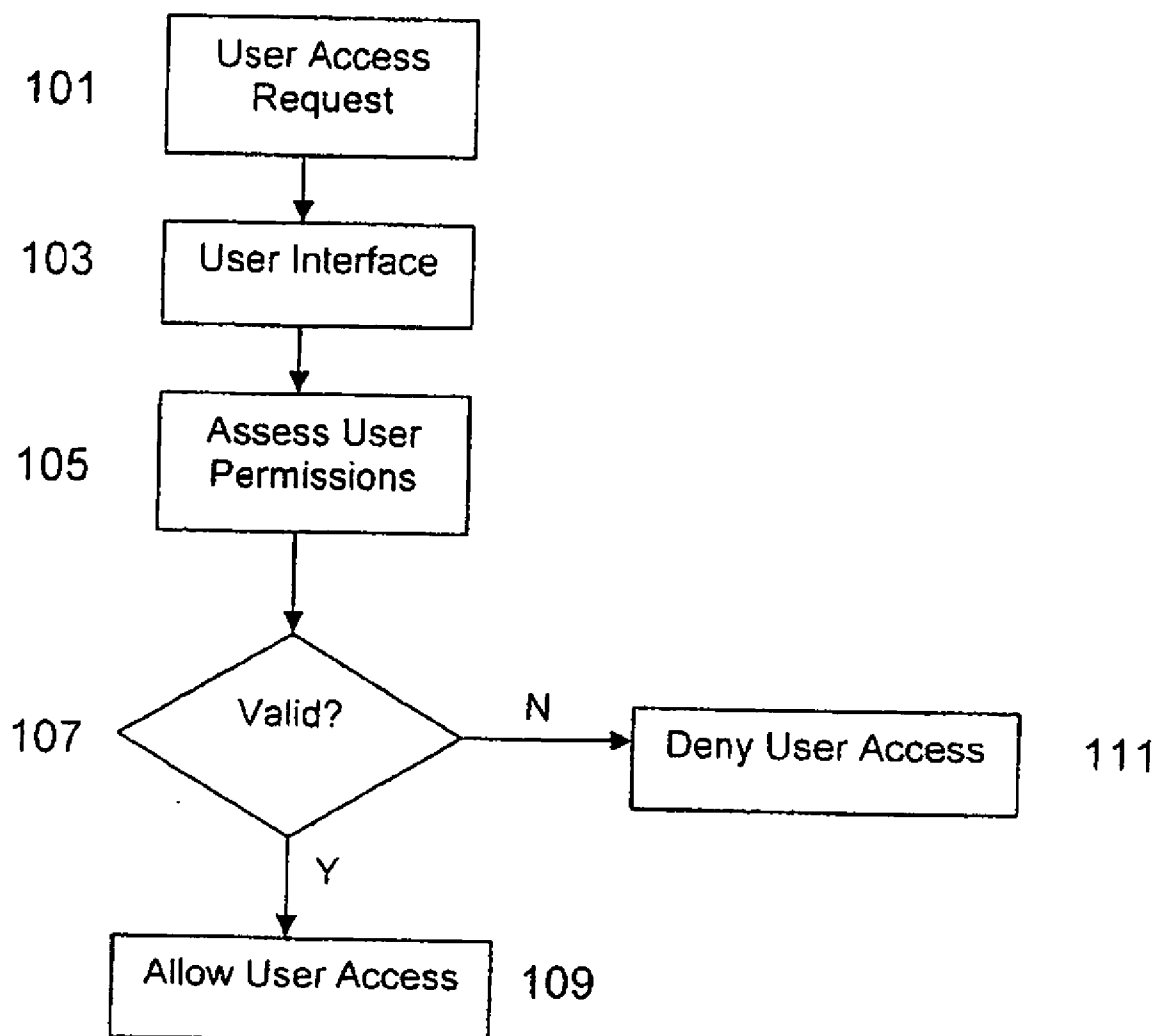 101
User Access
Request
103
User Interface
105
Assess User
Permissions
107
Valid?
N
Deny User Access
111
Y
Allow User Access
109